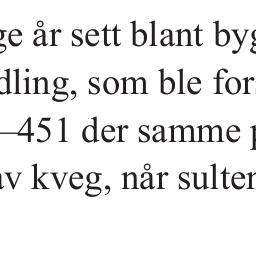 ge år sett blant byg
dling, som ble for
–451 der samme p
av kveg, når sulten